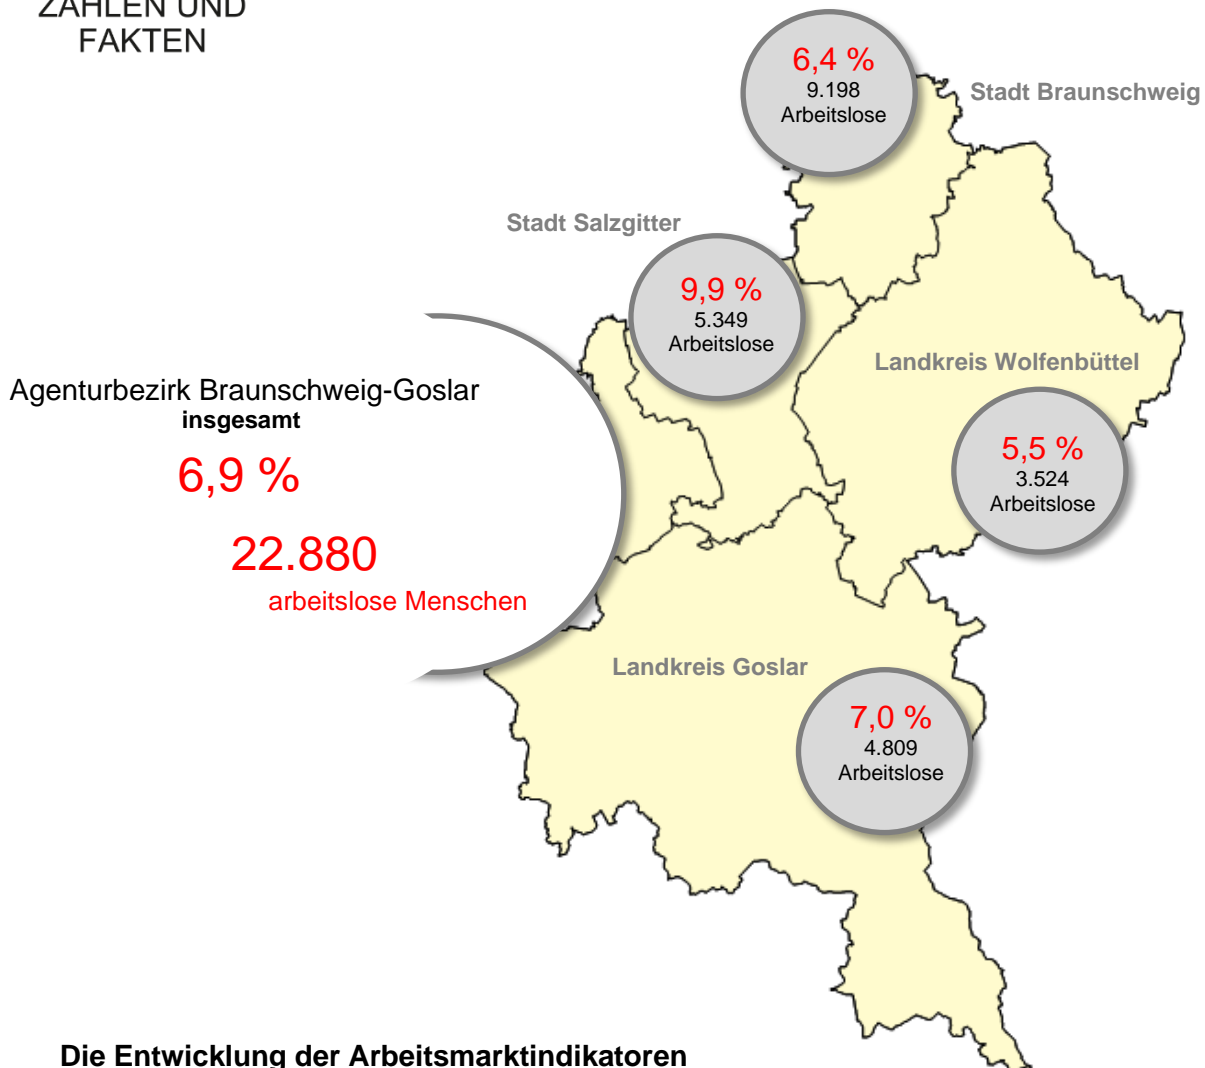 ZAHLEN UND
FAKTEN
6,4 %
9.198
Arbeitslose
Stadt Braunschweig
Stadt Salzgitter
9,9 %
5.349
Arbeitslose
Landkreis Wolfenbüttel
5,5 %
3.524
Arbeitslose
Agenturbezirk Braunschweig-Goslar
insgesamt
6,9 %
22.880
arbeitslose Menschen
Landkreis Goslar
7,0 %
4.809
Arbeitslose
Die Entwicklung der Arbeitsmarktindikatoren